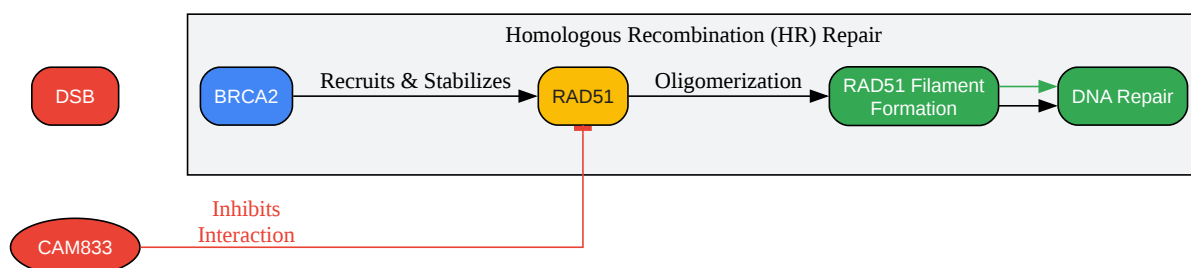 Homologous Recombination (HR) Repair
DSB
BRCA2
Recruits & Stabilizes
RAD51
Oligomerization
RAD51 Filament
Formation
DNA Repair
Inhibits
Interaction
CAM833